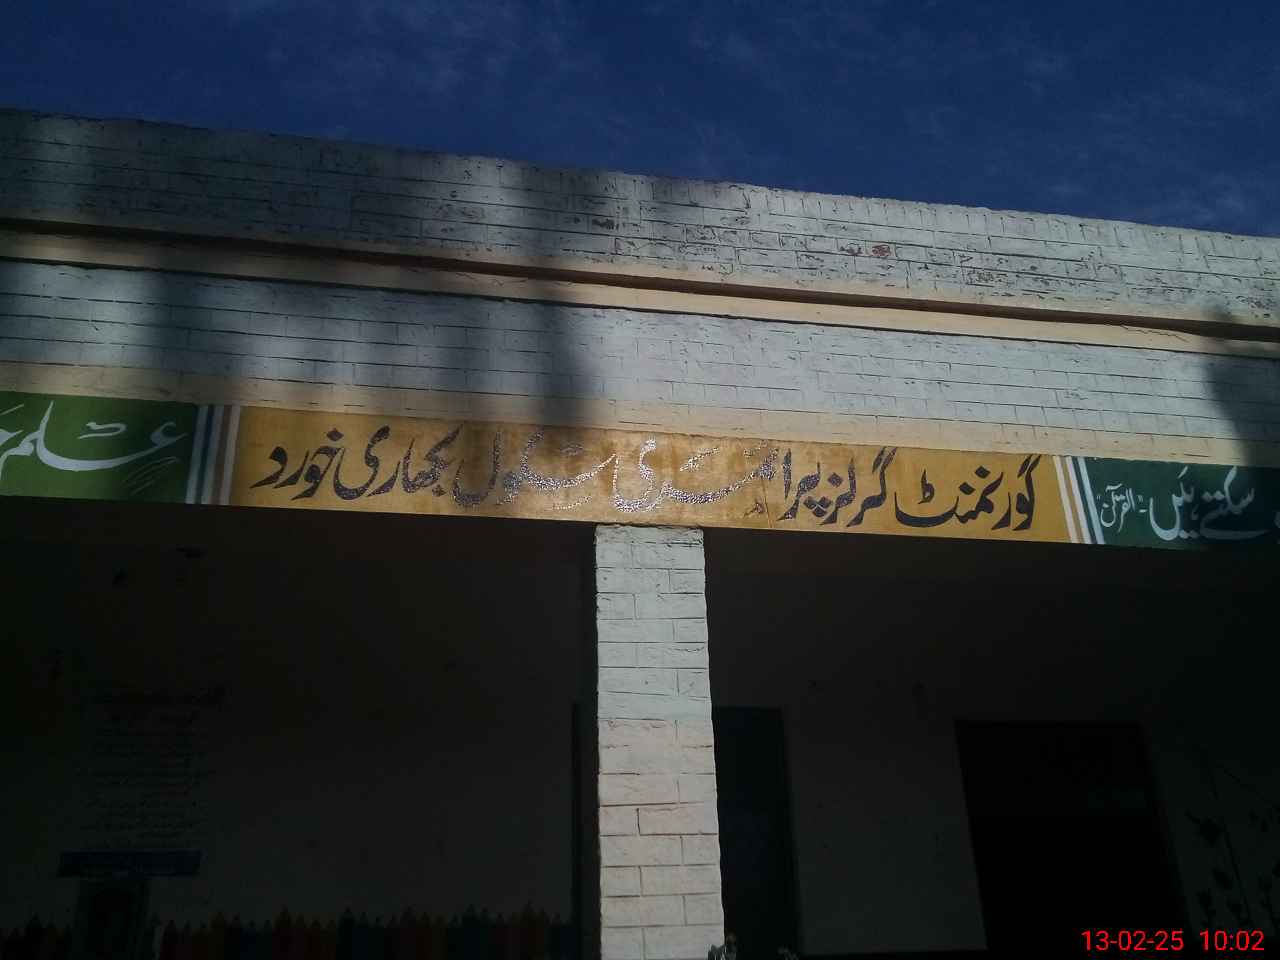 سکتے ہیں: القرآن
گورنمنٹ گرلز پرائمری سکول بھاری خورد
علم
13-02-25 10:02